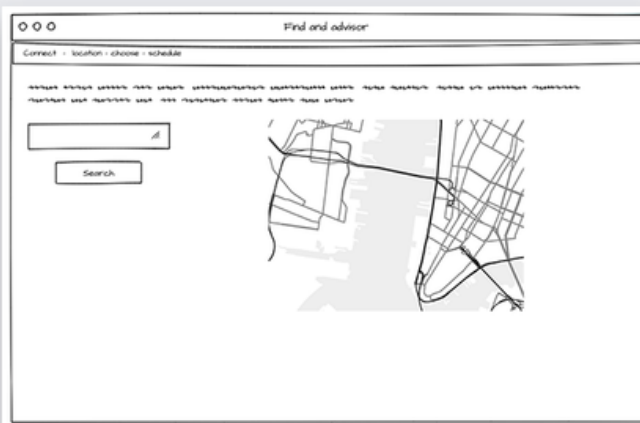 Find and advisor
Connect - location - choose - schedule
Search